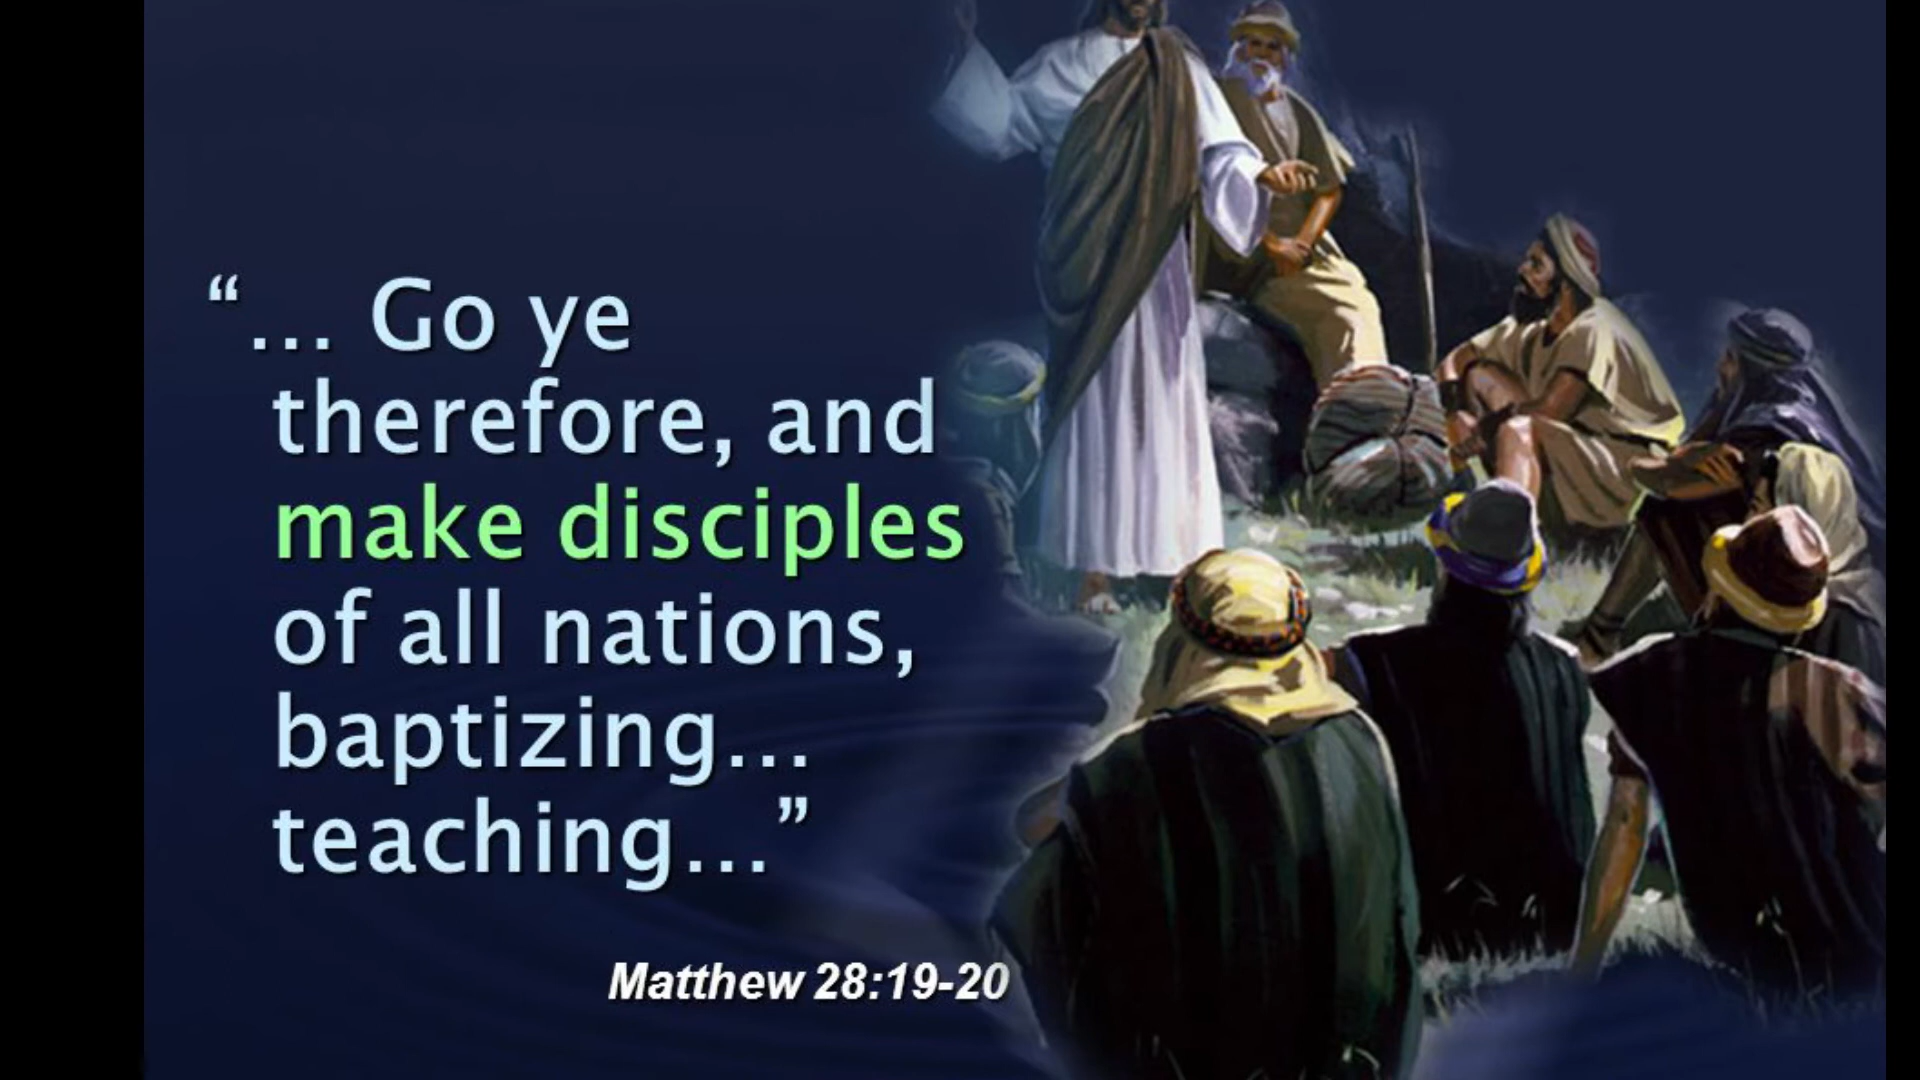 “... Go ye
therefore, and
make disciples
of all nations,
baptizing...
teaching...”
Matthew 28:19-20